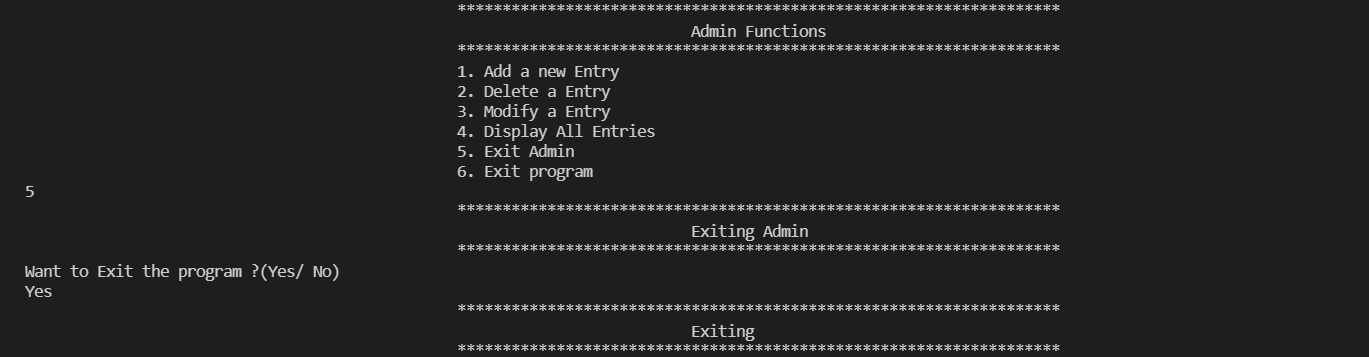 *******************************************************************
Admin Functions
*******************************************************************
1. Add a new Entry
2. Delete a Entry
3. Modify a Entry
4. Display All Entries
5. Exit Admin
6. Exit program
5
*******************************************************************
Exiting Admin
*******************************************************************
Want to Exit the program ?(Yes/ No)
Yes
*******************************************************************
Exiting
*******************************************************************